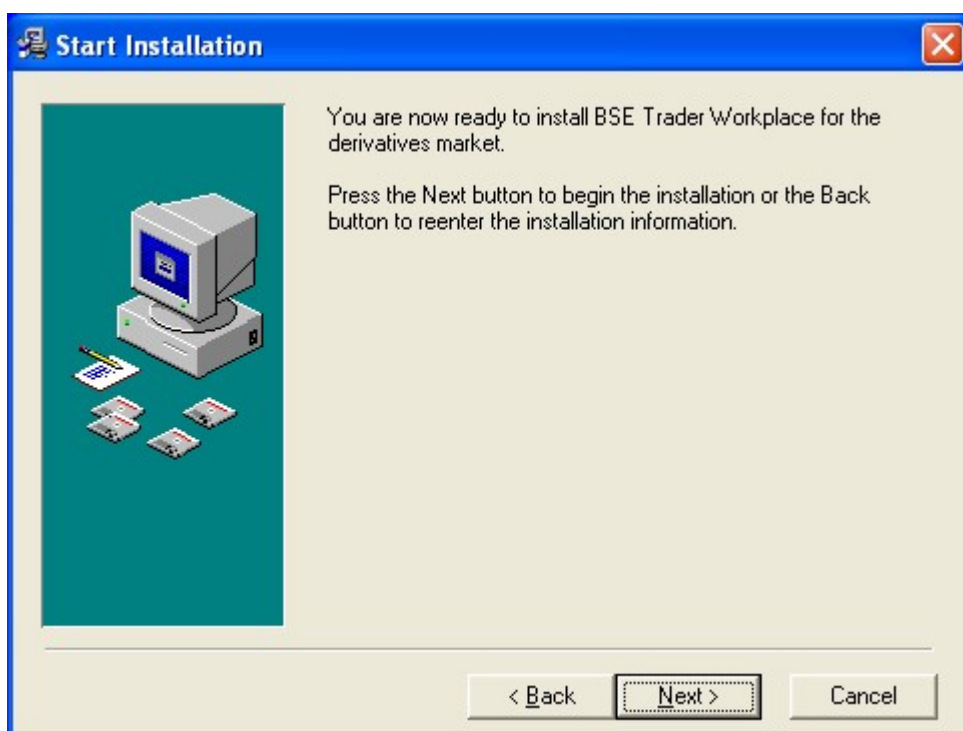 Start Installation
You are now ready to install BSE Trader Workplace for the
derivatives market.
Press the Next button to begin the installation or the Back
button to reenter the installation information.
< Back
Next >
Cancel